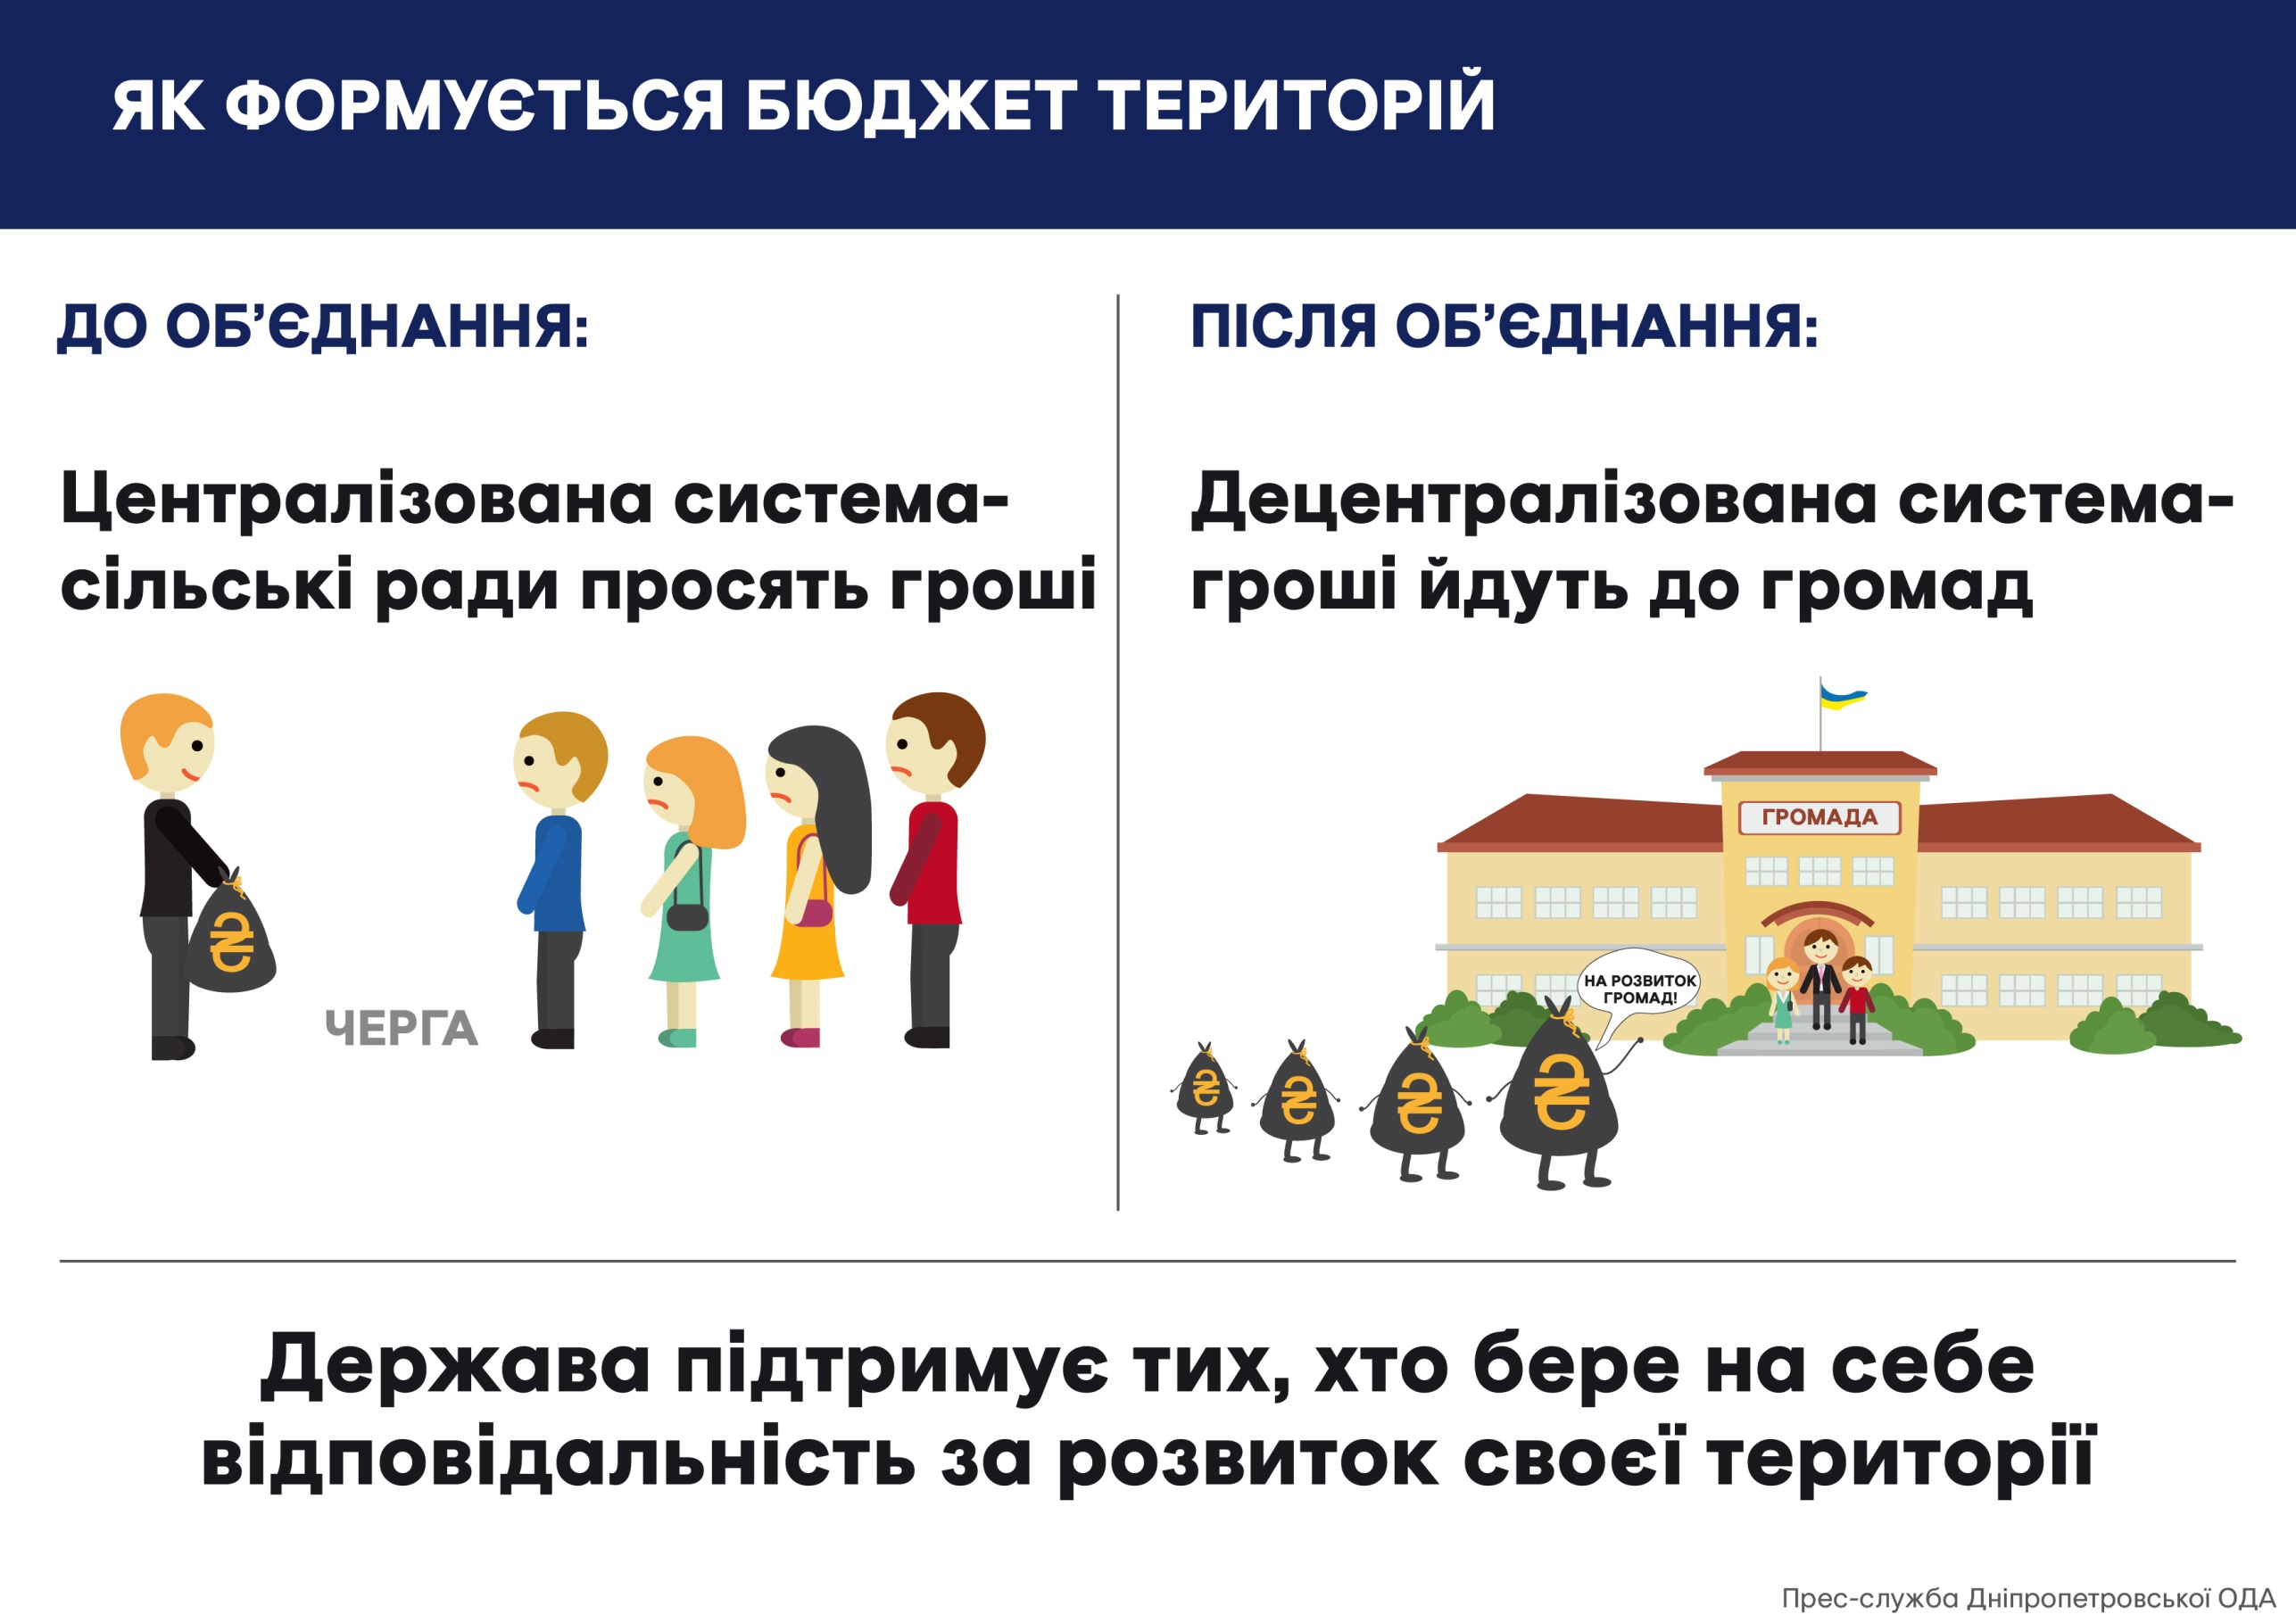 ЯК ФОРМУЄТЬСЯ БЮДЖЕТ ТЕРИТОРІЙ
ДО ОБ’ЄДНАННЯ:
Централізована система-
сільські ради просять гроші
₴
ЧЕРГА
ПІСЛЯ ОБ’ЄДНАННЯ:
Децентралізована система-
гроші йдуть до громад
ГРОМАДА
НА РОЗВИТОК
ГРОМАД!
₴ ₴ ₴ ₴
Держава підтримує тих, хто бере на себе
відповідальність за розвиток своєї території
Прес-служба Дніпропетровської ОДА